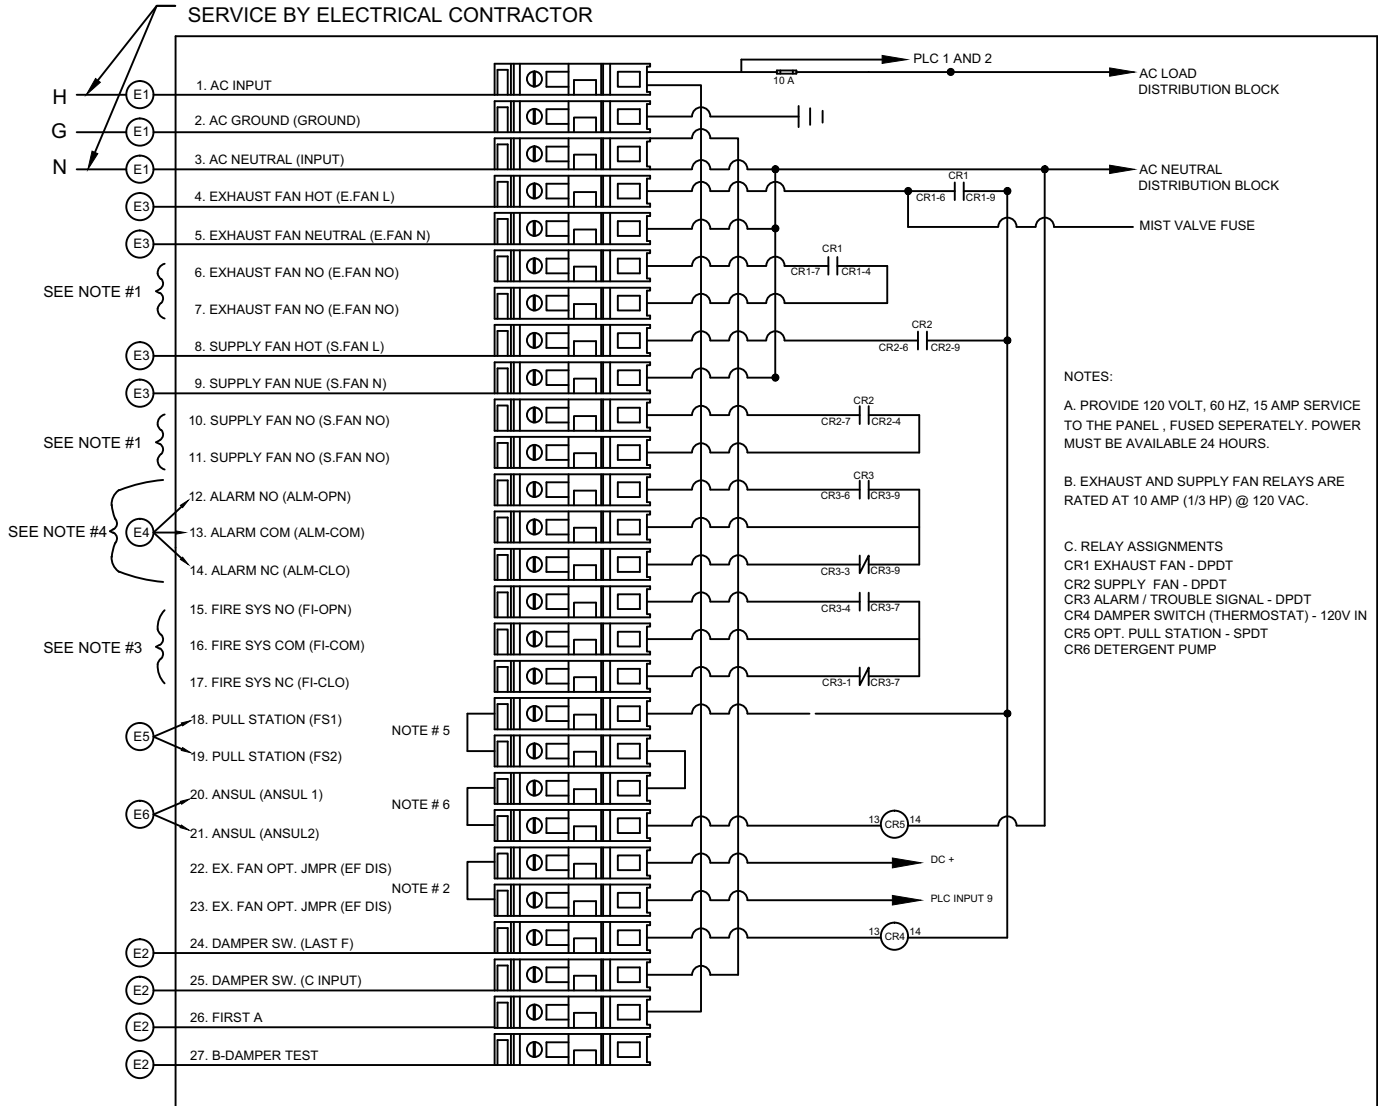 SERVICE BY ELECTRICAL CONTRACTOR
H
G
N
E1
E1
E1
E3
E3
SEE NOTE #1
E3
E3
SEE NOTE #1
SEE NOTE #4
E4
SEE NOTE #3
E5
E6
E2
E2
E2
E2
1. AC INPUT
2. AC GROUND (GROUND)
3. AC NEUTRAL (INPUT)
4. EXHAUST FAN HOT (E.FAN L)
5. EXHAUST FAN NEUTRAL (E.FAN N)
6. EXHAUST FAN NO (E.FAN NO)
7. EXHAUST FAN NO (E.FAN NO)
8. SUPPLY FAN HOT (S.FAN L)
9. SUPPLY FAN NUE (S.FAN N)
10. SUPPLY FAN NO (S.FAN NO)
11. SUPPLY FAN NO (S.FAN NO)
12. ALARM NO (ALM-OPN)
13. ALARM COM (ALM-COM)
14. ALARM NC (ALM-CLO)
15. FIRE SYS NO (FI-OPN)
16. FIRE SYS COM (FI-COM)
17. FIRE SYS NC (FI-CLO)
18. PULL STATION (FS1)
19. PULL STATION (FS2)
20. ANSUL (ANSUL 1)
21. ANSUL (ANSUL2)
22. EX. FAN OPT. JMPR (EF DIS)
23. EX. FAN OPT. JMPR (EF DIS)
24. DAMPER SW. (LAST F)
25. DAMPER SW. (C INPUT)
26. FIRST A
27. B-DAMPER TEST
NOTE # 5
NOTE # 6
NOTE # 2
PLC 1 AND 2
10 A
AC LOAD
DISTRIBUTION BLOCK
AC NEUTRAL
DISTRIBUTION BLOCK
CR1
CR1-6 CR1-9
MIST VALVE FUSE
CR1
CR1-7 CR1-4
CR2
CR2-6 CR2-9
CR2
CR2-7 CR2-4
CR3
CR3-6 CR3-9
CR3-3 CR3-9
CR3-4 CR3-7
CR3-1 CR3-7
13 CR5 14
DC +
PLC INPUT 9
13 CR4 14
NOTES:
A. PROVIDE 120 VOLT, 60 HZ, 15 AMP SERVICE
TO THE PANEL , FUSED SEPERATELY. POWER
MUST BE AVAILABLE 24 HOURS.
B. EXHAUST AND SUPPLY FAN RELAYS ARE
RATED AT 10 AMP (1/3 HP) @ 120 VAC.
C. RELAY ASSIGNMENTS
CR1 EXHAUST FAN - DPDT
CR2 SUPPLY FAN - DPDT
CR3 ALARM / TROUBLE SIGNAL - DPDT
CR4 DAMPER SWITCH (THERMOSTAT) - 120V IN
CR5 OPT. PULL STATION - SPDT
CR6 DETERGENT PUMP